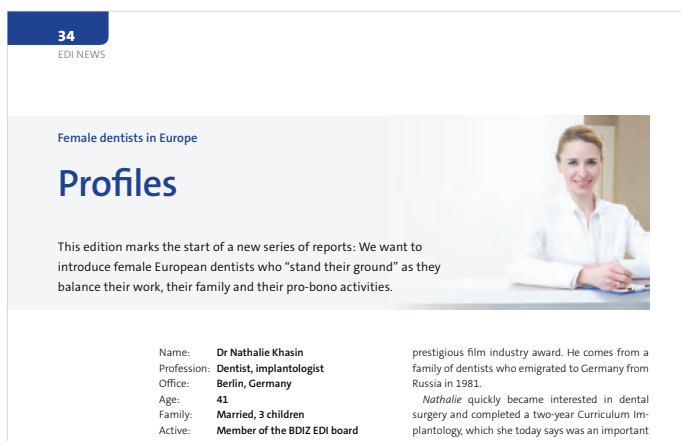 34
EDI NEWS
Female dentists in Europe
Profiles
This edition marks the start of a new series of reports: We want to
introduce female European dentists who “stand their ground” as they
balance their work, their family and their pro-bono activities.
Name: Dr Nathalie Khasin
Profession: Dentist, implantologist
Office: Berlin, Germany
Age: 41
Family: Married, 3 children
Active: Member of the BDIZ EDI board
prestigious film industry award. He comes from a
family of dentists who emigrated to Germany from
Russia in 1981.
Nathalie quickly became interested in dental
surgery and completed a two-year Curriculum Im-
plantology, which she today says was an important